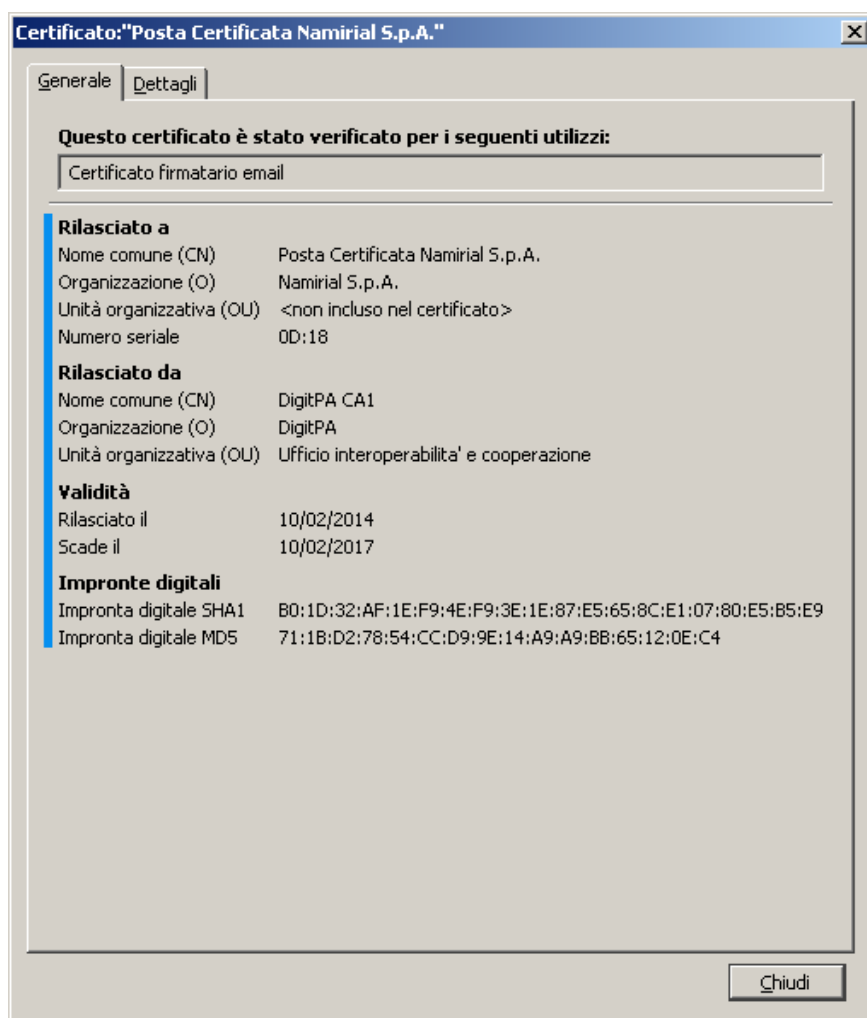 Certificato:"Posta Certificata Namirial S.p.A."
Generale Dettagli
Questo certificato è stato verificato per i seguenti utilizzi:
Certificato firmatario email
Rilasciato a
Nome comune (CN) Posta Certificata Namirial S.p.A.
Organizzazione (O) Namirial S.p.A.
Unità organizzativa (OU) <non incluso nel certificato>
Numero seriale 0D:18
Rilasciato da
Nome comune (CN) DigitPA CA1
Organizzazione (O) DigitPA
Unità organizzativa (OU) Ufficio interoperabilita' e cooperazione
Validità
Rilasciato il 10/02/2014
Scade il 10/02/2017
Impronte digitali
Impronta digitale SHA1 B0:1D:32:AF:1E:F9:4E:F9:3E:1E:87:E5:65:8C:E1:07:80:E5:B5:E9
Impronta digitale MD5 71:1B:D2:78:54:CC:D9:9E:14:A9:A9:BB:65:12:0E:C4
Chiudi